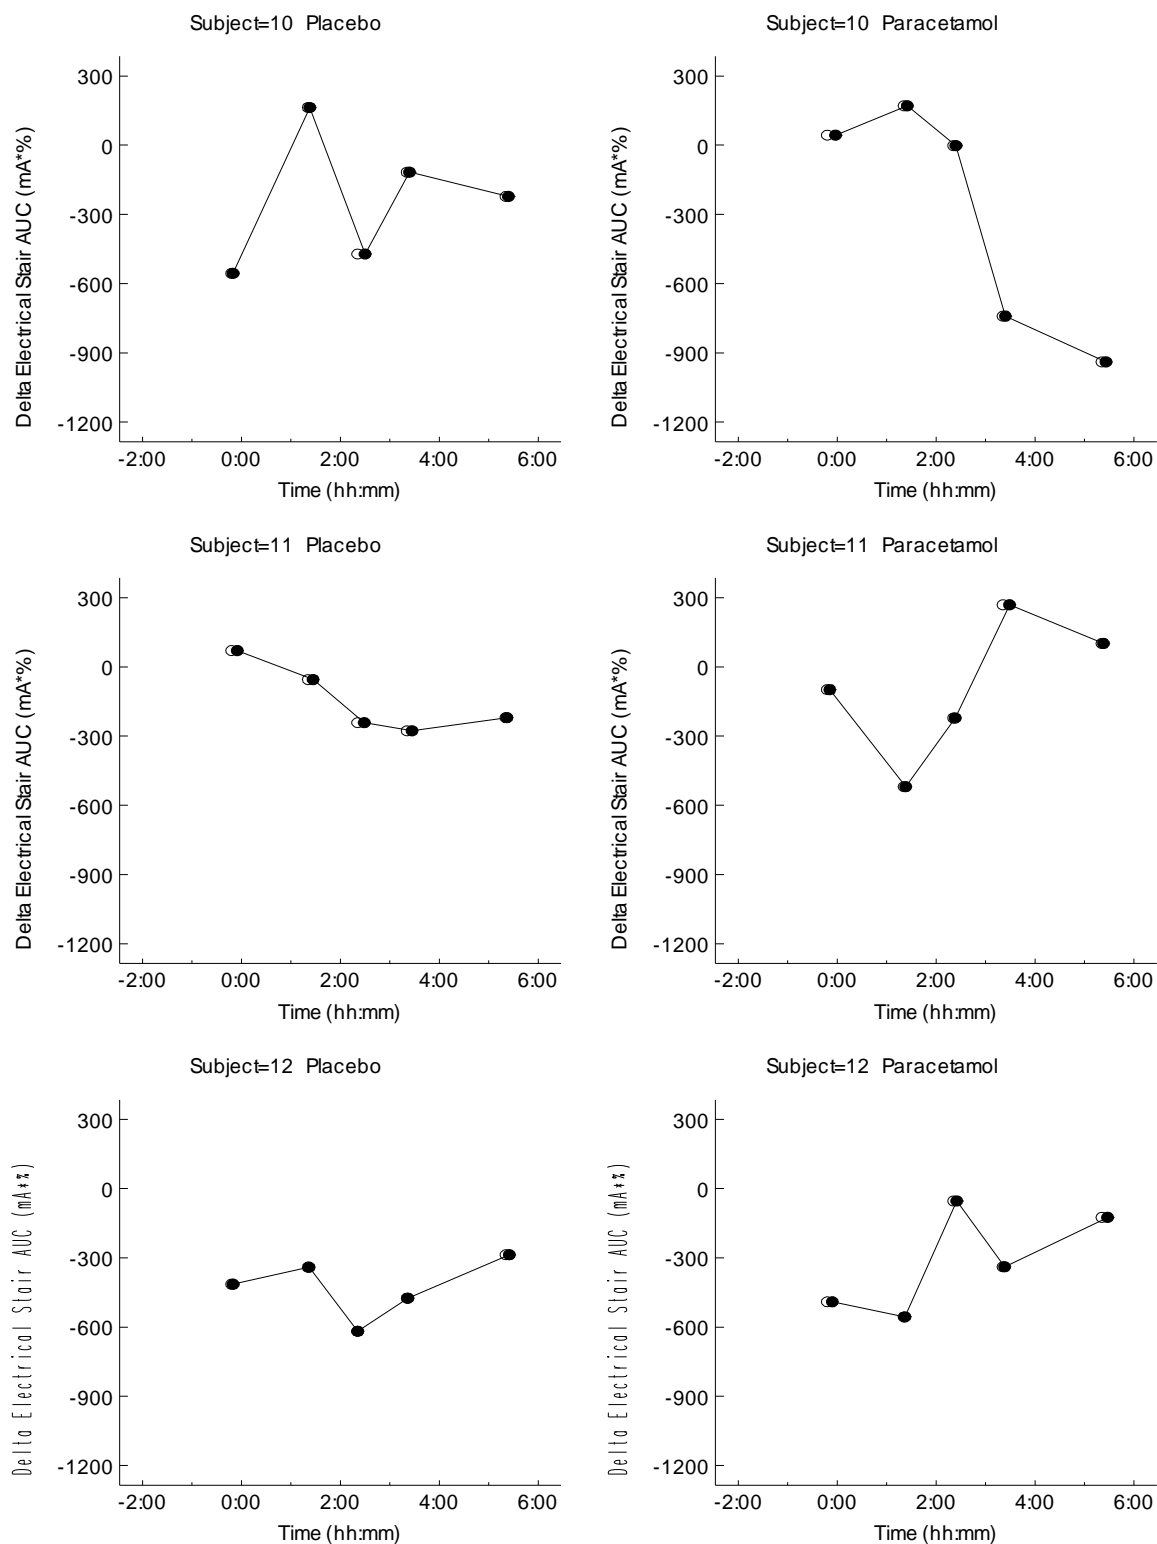 Subject=10 Placebo
300
0
-300
-600
-900
-1200
Delta Electrical Stair AUC (mA*%)
-2:00 0:00 2:00 4:00 6:00
Time (hh:mm)
Subject=10 Paracetamol
300
0
-300
-600
-900
-1200
Delta Electrical Stair AUC (mA*%)
-2:00 0:00 2:00 4:00 6:00
Time (hh:mm)
Subject=11 Placebo
300
0
-300
-600
-900
-1200
Delta Electrical Stair AUC (mA*%)
-2:00 0:00 2:00 4:00 6:00
Time (hh:mm)
Subject=11 Paracetamol
300
0
-300
-600
-900
-1200
Delta Electrical Stair AUC (mA*%)
-2:00 0:00 2:00 4:00 6:00
Time (hh:mm)
Subject=12 Placebo
300
0
-300
-600
-900
-1200
Delta Electrical Stair AUC (mA*%)
-2:00 0:00 2:00 4:00 6:00
Time (hh:mm)
Subject=12 Paracetamol
300
0
-300
-600
-900
-1200
Delta Electrical Stair AUC (mA*%)
-2:00 0:00 2:00 4:00 6:00
Time (hh:mm)